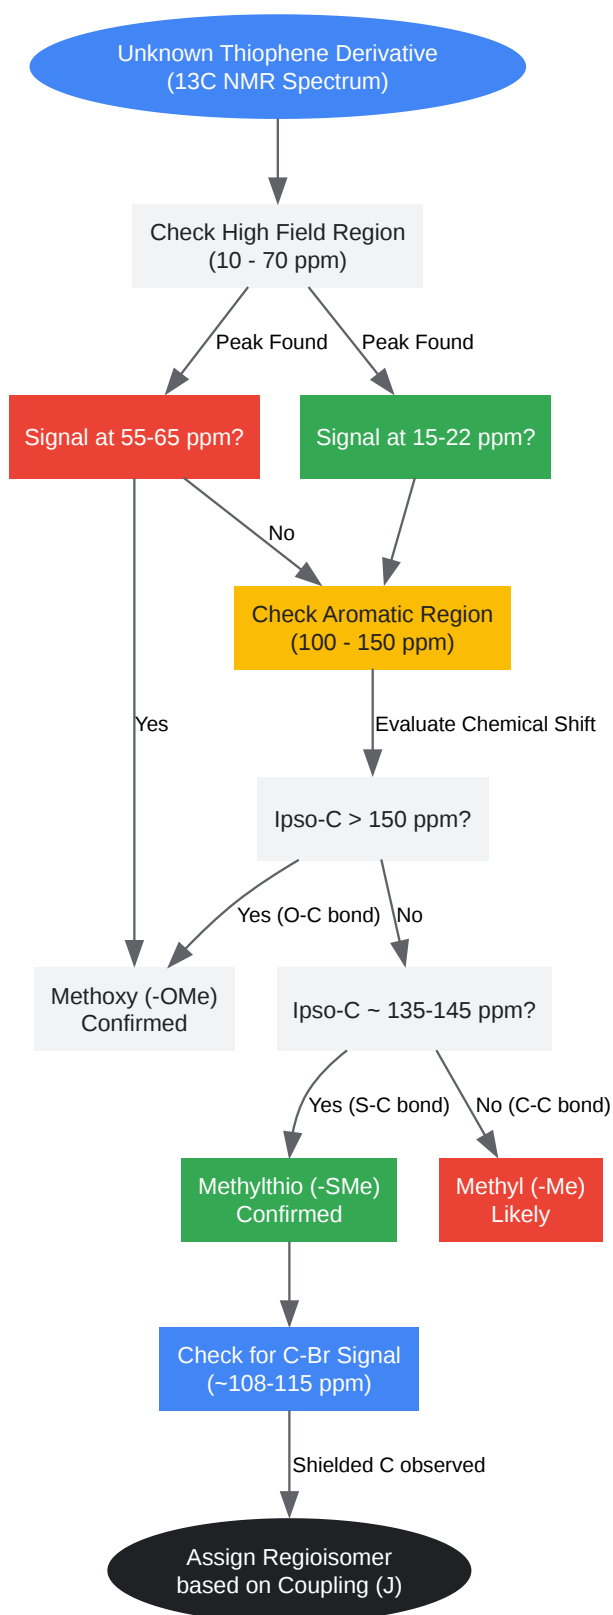 Unknown Thiophene Derivative
(13C NMR Spectrum)
Check High Field Region
(10 - 70 ppm)
Peak Found
Peak Found
Signal at 55-65 ppm?
Signal at 15-22 ppm?
No
Check Aromatic Region
(100 - 150 ppm)
Yes
Evaluate Chemical Shift
Ipso-C > 150 ppm?
Yes (O-C bond)
No
Methoxy (-OMe)
Confirmed
Ipso-C ~ 135-145 ppm?
Yes (S-C bond)
No (C-C bond)
Methylthio (-SMe)
Confirmed
Methyl (-Me)
Likely
Check for C-Br Signal
(~108-115 ppm)
Shielded C observed
Assign Regioisomer
based on Coupling (J)